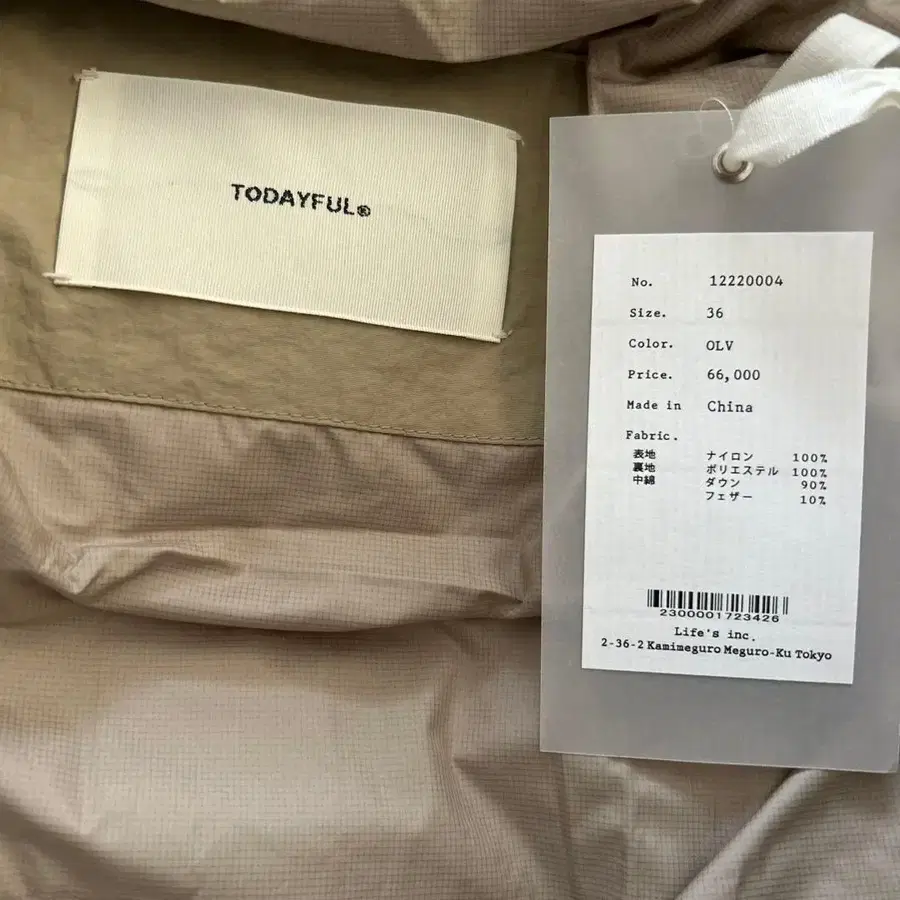 TODAYFUL®
No. 12220004
Size. 36
Color. OLV
Price. 66,000
Made in China
Fabric.
表地 ナイロン 100%
裏地 ポリエステル 100%
中綿 ダウン 90%
フェザー 10%
2300001723426
Life's inc.
2-36-2 Kamimeguro Meguro-Ku Tokyo